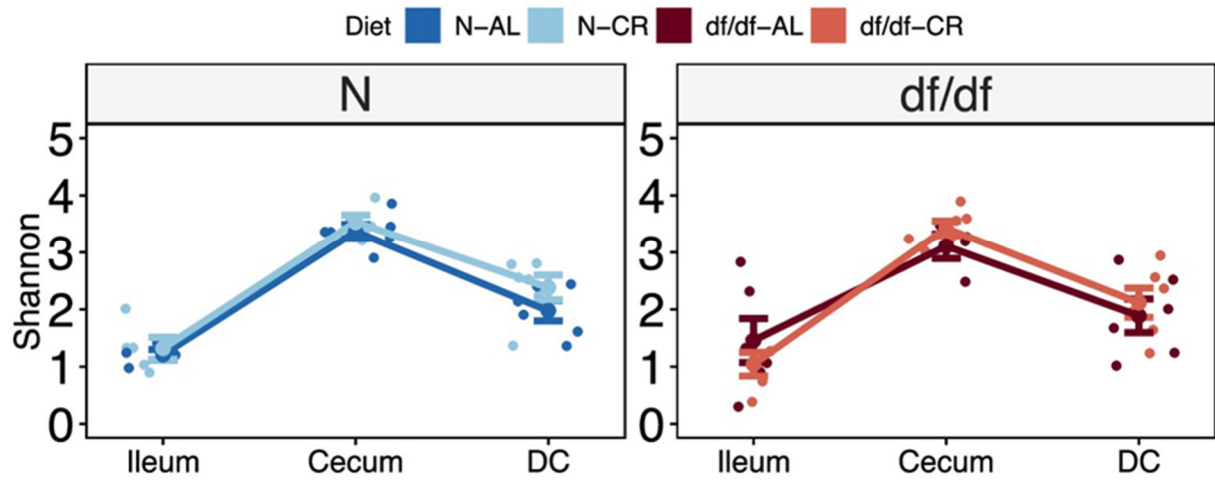 Diet N–AL N–CR df/df–AL df/df–CR
N df/df
Shannon
5 5
4 4
3 3
2 2
1 1
0 0
Ileum Cecum DC Ileum Cecum DC